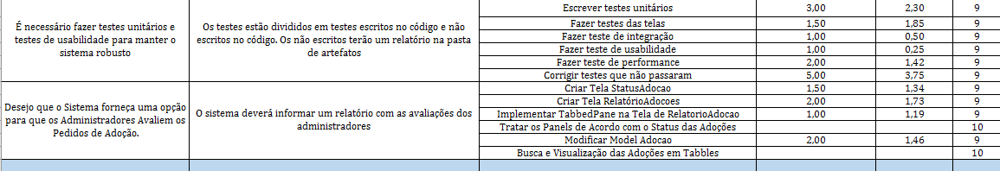 É necessário fazer testes unitários e
testes de usabilidade para manter o
sistema robusto
Os testes estão divididos em testes escritos no código e não
escritos no código. Os não escritos terão um relatório na pasta
de artefatos
Escrever testes unitários 3,00 2,30 9
Fazer testes das telas 1,50 1,85 9
Fazer teste de integração 1,00 0,50 9
Fazer teste de usabilidade 1,00 0,25 9
Fazer teste de performance 2,00 1,42 9
Corrigir testes que não passaram 5,00 3,75 9
Desejo que o Sistema forneça uma opção
para que os Administradores Avaliem os
Pedidos de Adoção.
O sistema deverá informar um relatório com as avaliações dos
administradores
Criar Tela StatusAdocao 1,50 1,34 9
Criar Tela RelatórioAdocoes 2,00 1,73 9
Implementar TabbedPane na Tela de RelatorioAdocao 1,00 1,19 9
Tratar os Panels de Acordo com o Status das Adoções 10
Modificar Model Adocao 2,00 1,46 9
Busca e Visualização das Adoções em Tabbles 10